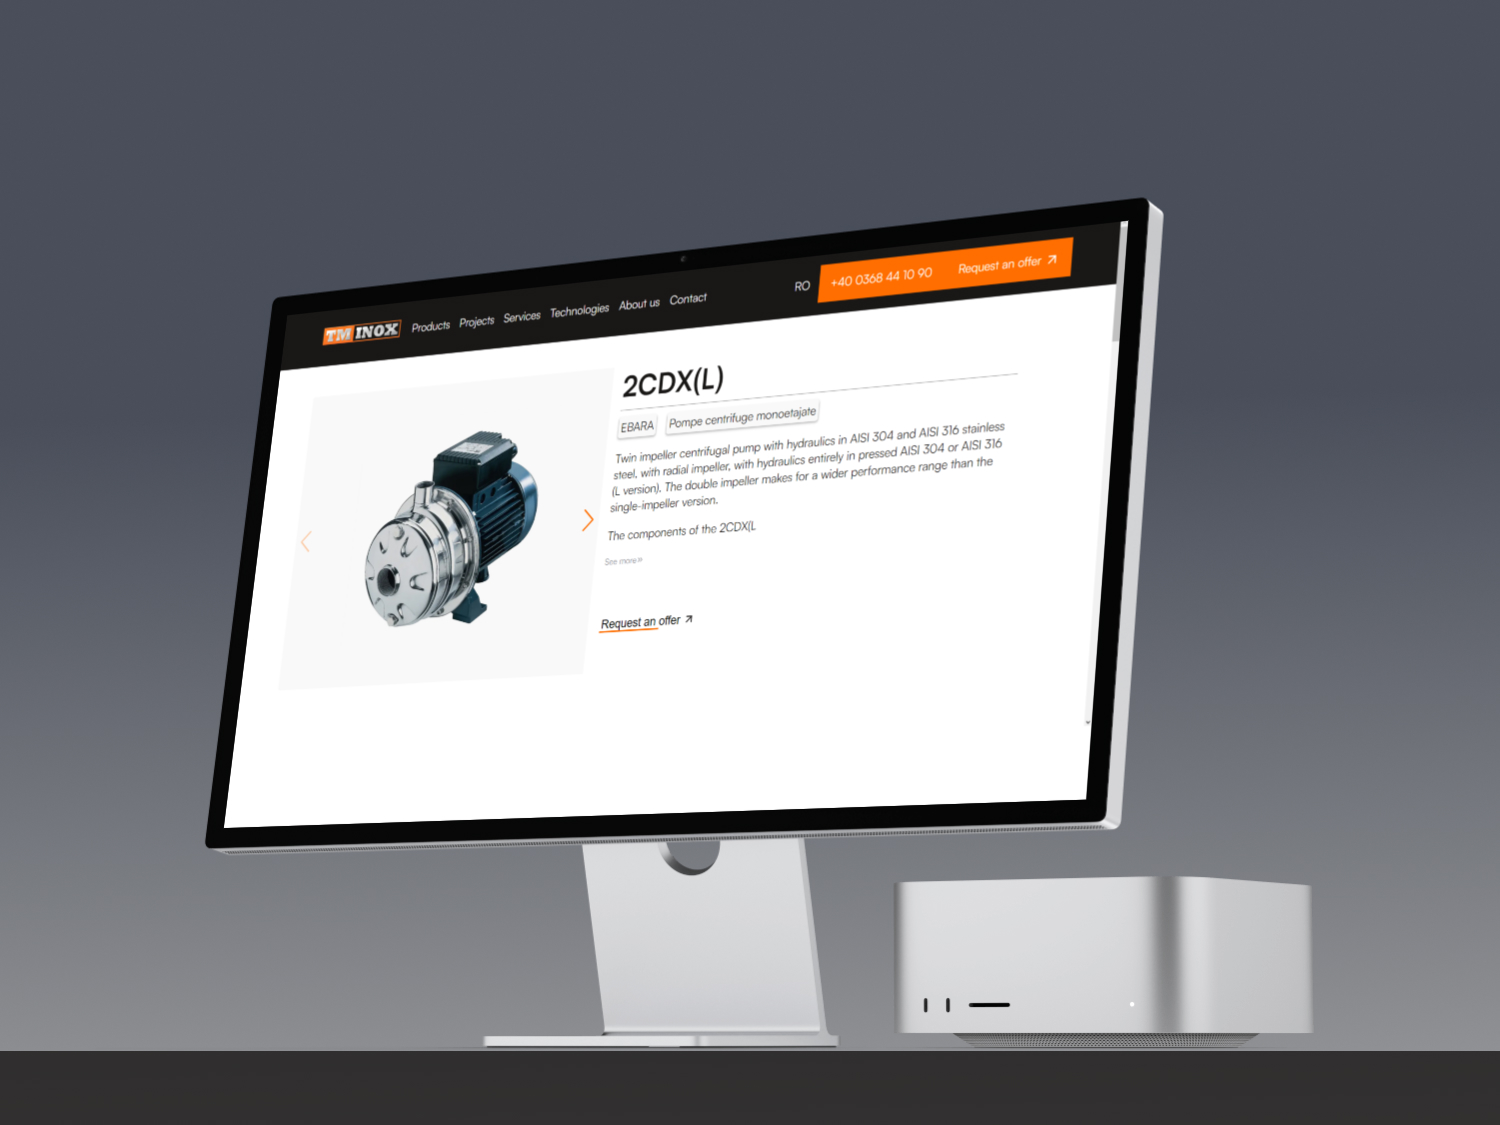 TM INOX
Products Projects Services Technologies About us Contact
RO
+40 0368 44 10 90
Request an offer
2CDX(L)
EBARA
Pompe centrifuge monoetajate
Twin impeller centrifugal pump with hydraulics in AISI 304 and AISI 316 stainless
steel, with radial impeller, with hydraulics entirely in pressed AISI 304 or AISI 316
(L version). The double impeller makes for a wider performance range than the
single-impeller version.
The components of the 2CDX(L
See more»
Request an offer